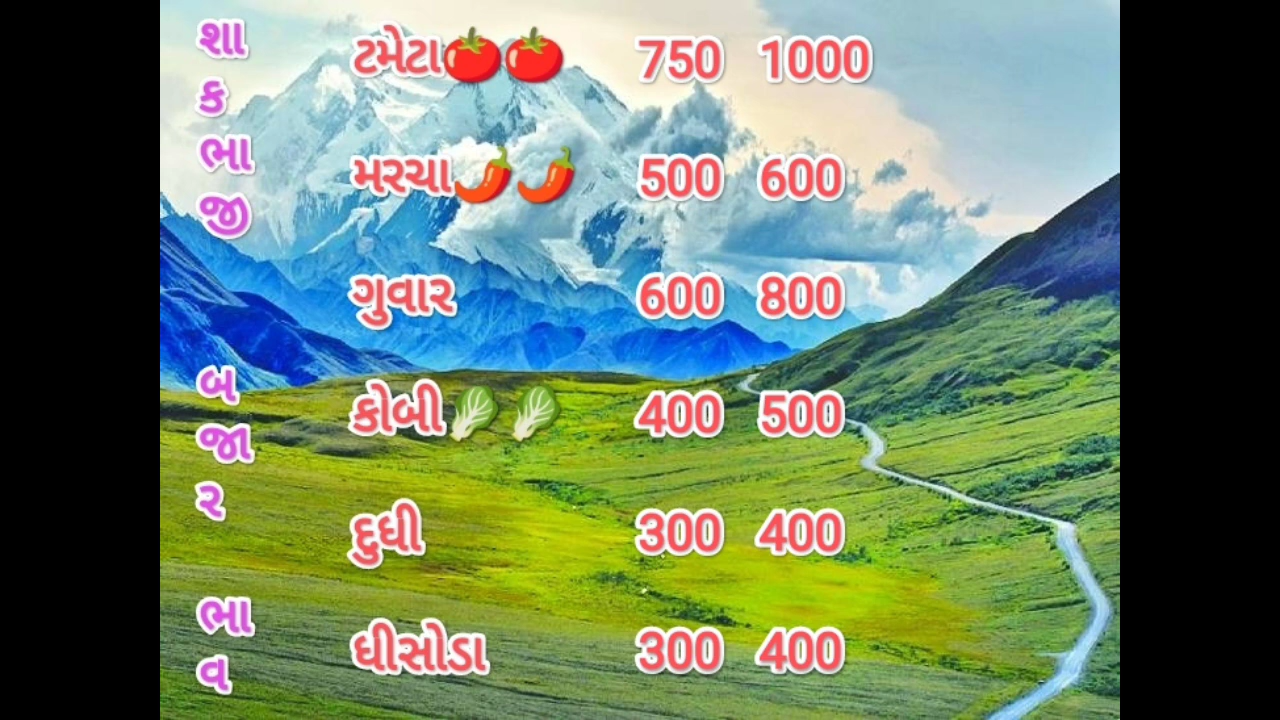 શા
ક
ભા
જી
બ
જા
ર
ભા
વ
ટમેટા🍅🍅 750 1000
મરચા🌶🌶 500 600
ગુવાર 600 800
કોબી🥬🥬 400 500
દુધી 300 400
ઘીસોડા 300 400